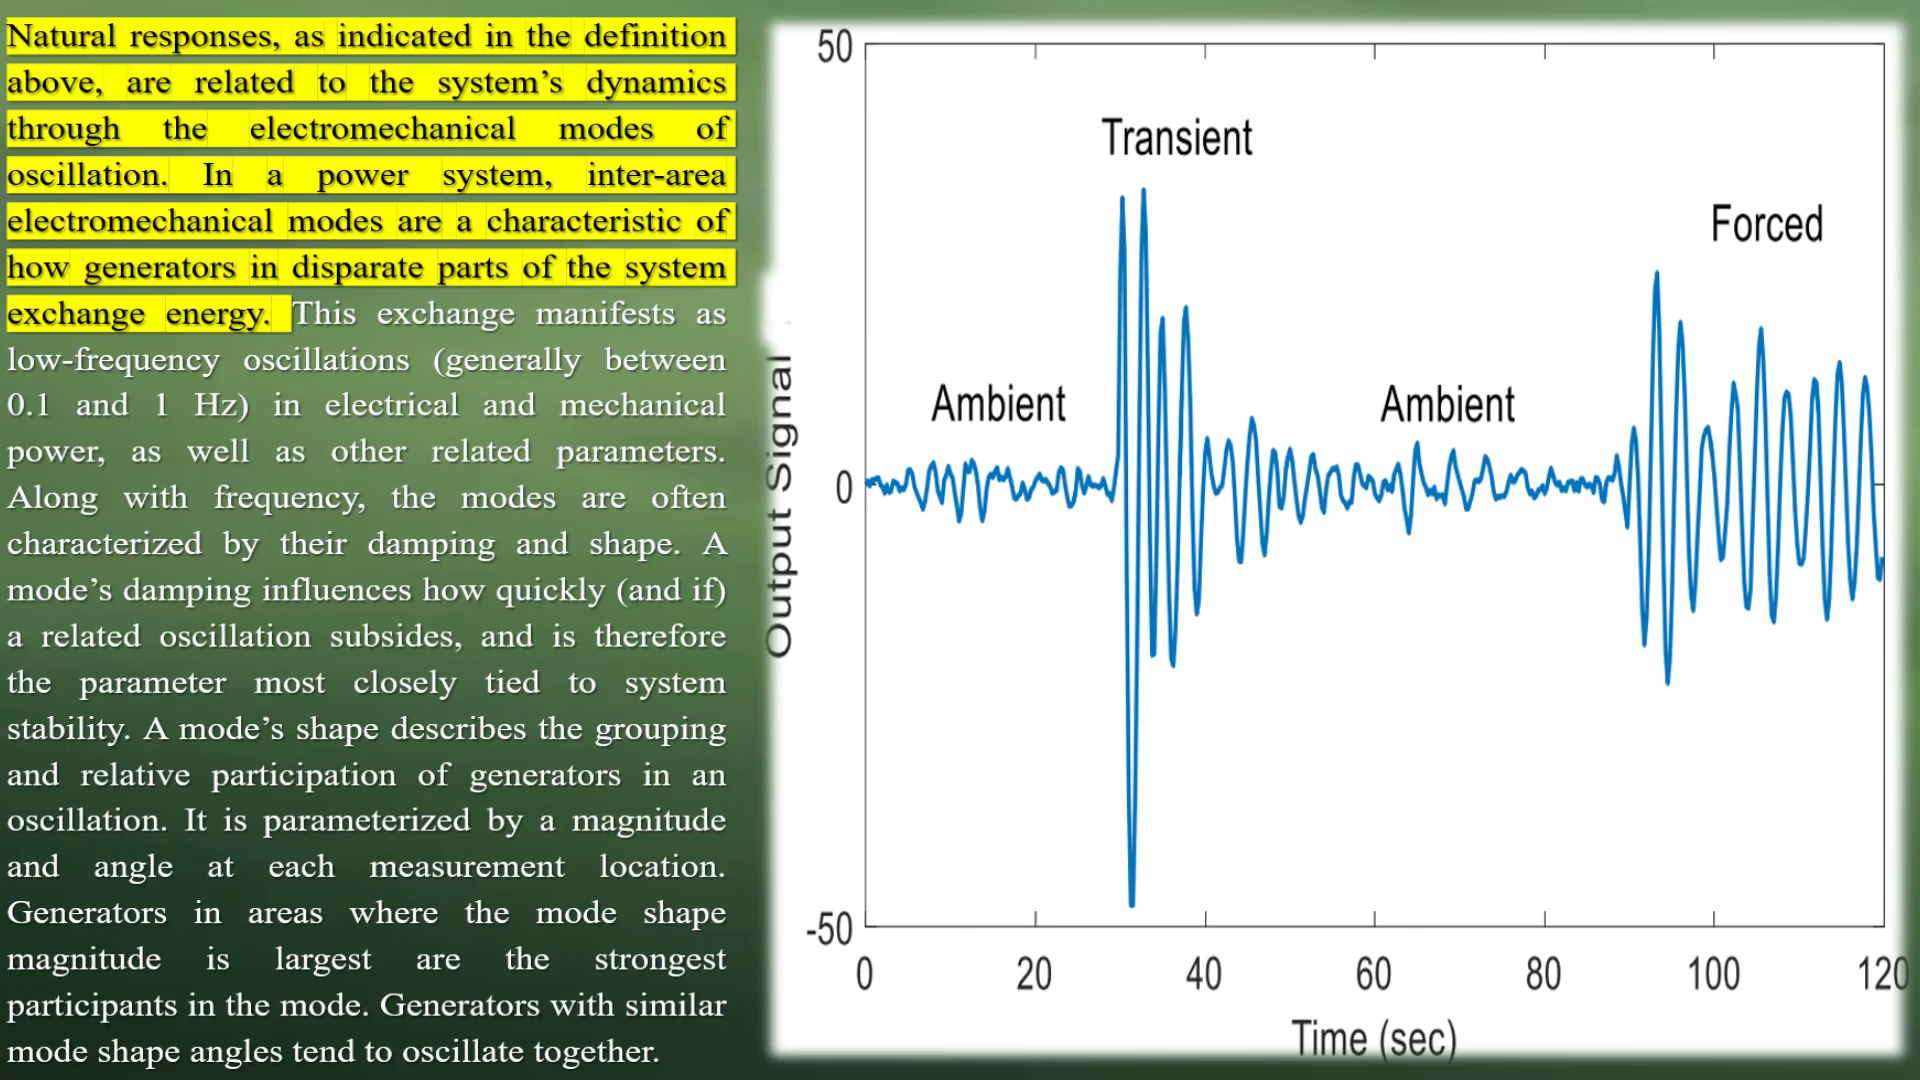 Natural responses, as indicated in the definition
above, are related to the system’s dynamics
through the electromechanical modes of
oscillation. In a power system, inter-area
electromechanical modes are a characteristic of
how generators in disparate parts of the system
exchange energy. This exchange manifests as
low-frequency oscillations (generally between
0.1 and 1 Hz) in electrical and mechanical
power, as well as other related parameters.
Along with frequency, the modes are often
characterized by their damping and shape. A
mode’s damping influences how quickly (and if)
a related oscillation subsides, and is therefore
the parameter most closely tied to system
stability. A mode’s shape describes the grouping
and relative participation of generators in an
oscillation. It is parameterized by a magnitude
and angle at each measurement location.
Generators in areas where the mode shape
magnitude is largest are the strongest
participants in the mode. Generators with similar
mode shape angles tend to oscillate together.
50
Transient
Forced
Ambient
Ambient
0
Output Signal
-50
0 20 40 60 80 100 120
Time (sec)